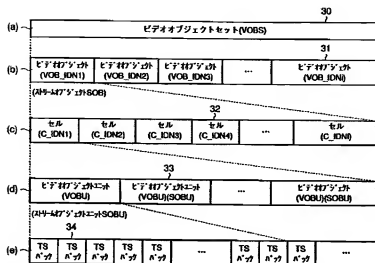 30
(a)
ビデオオブジェクトセット(VOBS)
31
(b)
ビデオオブジェクト ビデオオブジェクト ビデオオブジェクト ... ビデオオブジェクト
(VOB_IDN1) (VOB_IDN2) (VOB_IDN3) (VOB_IDNi)
(ストリームオブジェクトSOB)
32
(c)
セル セル セル セル ... セル
(C_IDN1) (C_IDN2) (C_IDN3) (C_IDN4) (C_IDNl)
33
(d)
ビデオオブジェクトユニット ビデオオブジェクトユニット ... ビデオオブジェクトユニット
(VOBU) (VOBU)(SOBU) (VOBU)(SOBU)
(ストリームオブジェクトユニットSOBU)
34
(e)
TS TS TS TS TS ... TS TS TS ...
パック パック パック パック パック パック パック パック